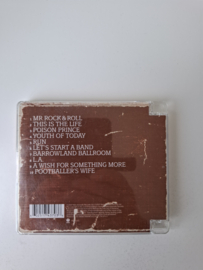 MR ROCK & ROLL
THIS IS THE LIFE
POISON PRINCE
YOUTH OF TODAY
RUN
LET'S START A BAND
BARROWLAND BALLROOM
L.A
A WISH FOR SOMETHING MORE
FOOTBALLER'S WIFE